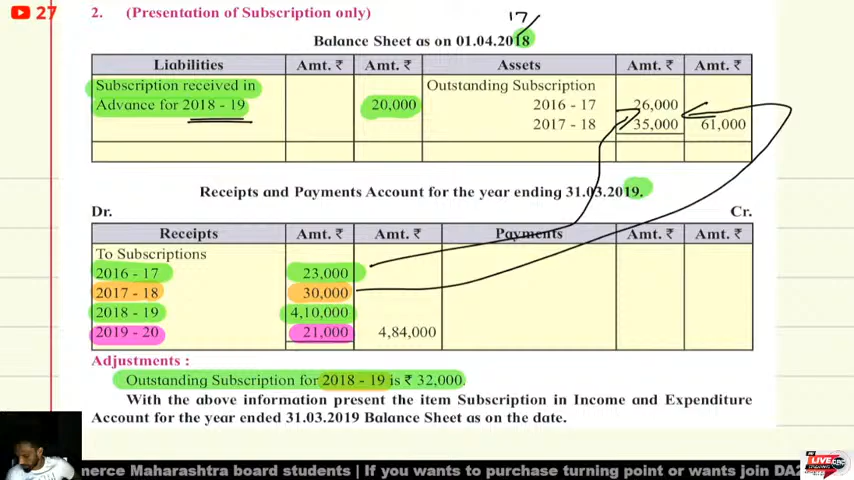 27
2. (Presentation of Subscription only)
17/
Balance Sheet as on 01.04.2018
Liabilities Amt. ₹ Amt. ₹ Assets Amt. ₹ Amt. ₹
Subscription received in Outstanding Subscription
Advance for 2018 - 19 20,000 2016 - 17 26,000
2017 - 18 35,000 61,000
Receipts and Payments Account for the year ending 31.03.2019.
Dr. Cr.
Receipts Amt. ₹ Amt. ₹ Payments Amt. ₹ Amt. ₹
To Subscriptions
2016 - 17 23,000
2017 - 18 30,000
2018 - 19 4,10,000
2019 - 20 21,000 4,84,000
Adjustments :
Outstanding Subscription for 2018 - 19 is ₹ 32,000.
With the above information present the item Subscription in Income and Expenditure
Account for the year ended 31.03.2019 Balance Sheet as on the date.
LIVE
nerce Maharashtra board students | If you wants to purchase turning point or wants join DA2